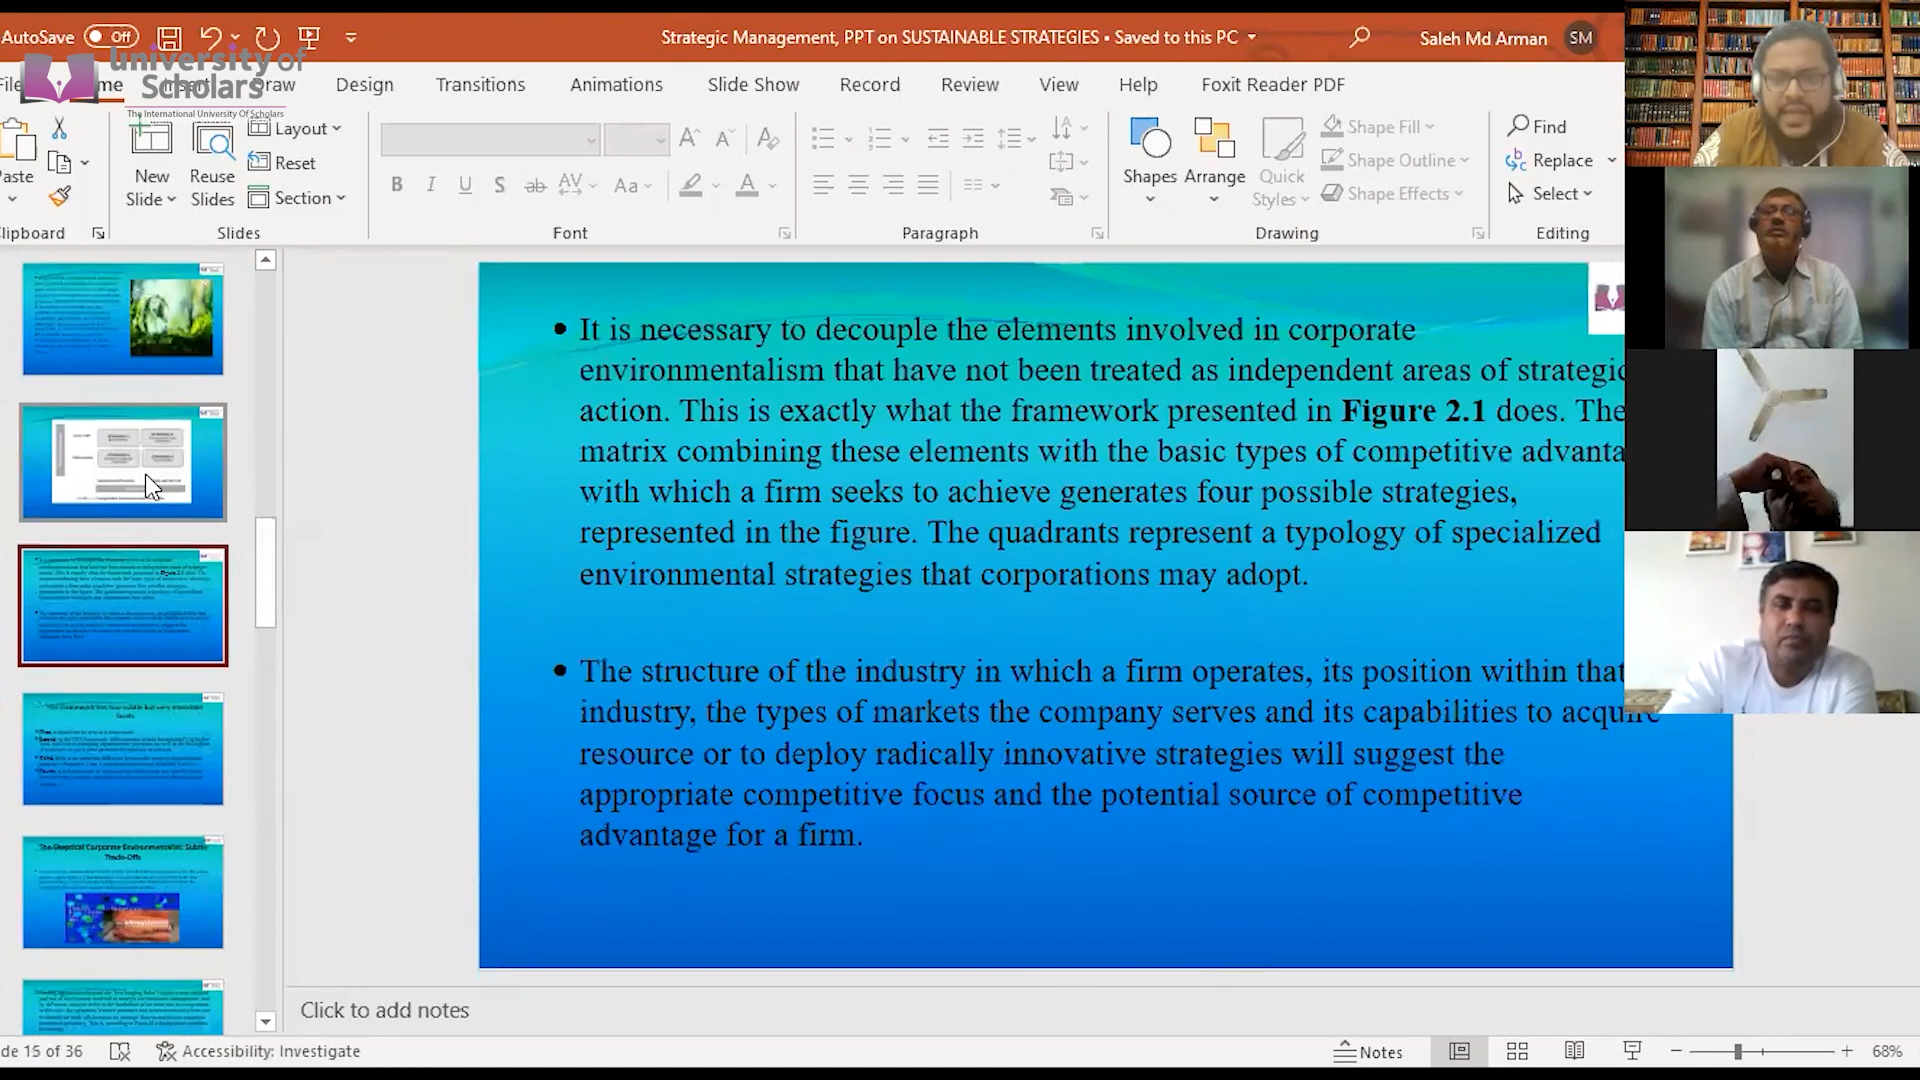 AutoSave Off
Strategic Management, PPT on SUSTAINABLE STRATEGIES • Saved to this PC
Saleh Md Arman SM
University of
Scholars
The International University Of Scholars
Design Transitions Animations Slide Show Record Review View Help Foxit Reader PDF
New
Slide
Reuse
Slides
Layout
Reset
Section
Slides
Font
Paragraph
Shapes
Arrange
Quick
Styles
Shape Fill
Shape Outline
Shape Effects
Drawing
Find
Replace
Select
Editing
• It is necessary to decouple the elements involved in corporate
environmentalism that have not been treated as independent areas of strategic
action. This is exactly what the framework presented in Figure 2.1 does. The
matrix combining these elements with the basic types of competitive advanta
with which a firm seeks to achieve generates four possible strategies,
represented in the figure. The quadrants represent a typology of specialized
environmental strategies that corporations may adopt.
• The structure of the industry in which a firm operates, its position within that
industry, the types of markets the company serves and its capabilities to acquire
resource or to deploy radically innovative strategies will suggest the
appropriate competitive focus and the potential source of competitive
advantage for a firm.
Click to add notes
de 15 of 36
Accessibility: Investigate
Notes
68%